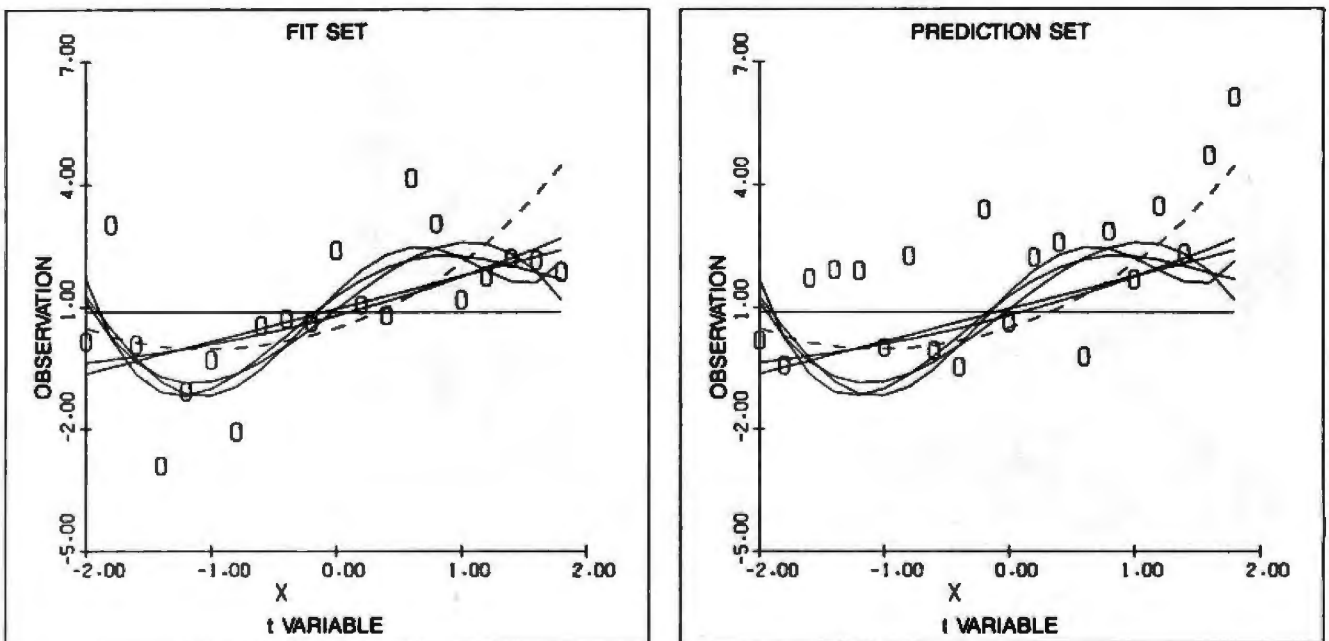 FIT SET
OBSERVATION
7.00
4.00
1.00
-2.00
-5.00
-2.00 -1.00 0.00 1.00 2.00
X
t VARIABLE
PREDICTION SET
OBSERVATION
7.00
4.00
1.00
-2.00
-5.00
-2.00 -1.00 0.00 1.00 2.00
X
t VARIABLE